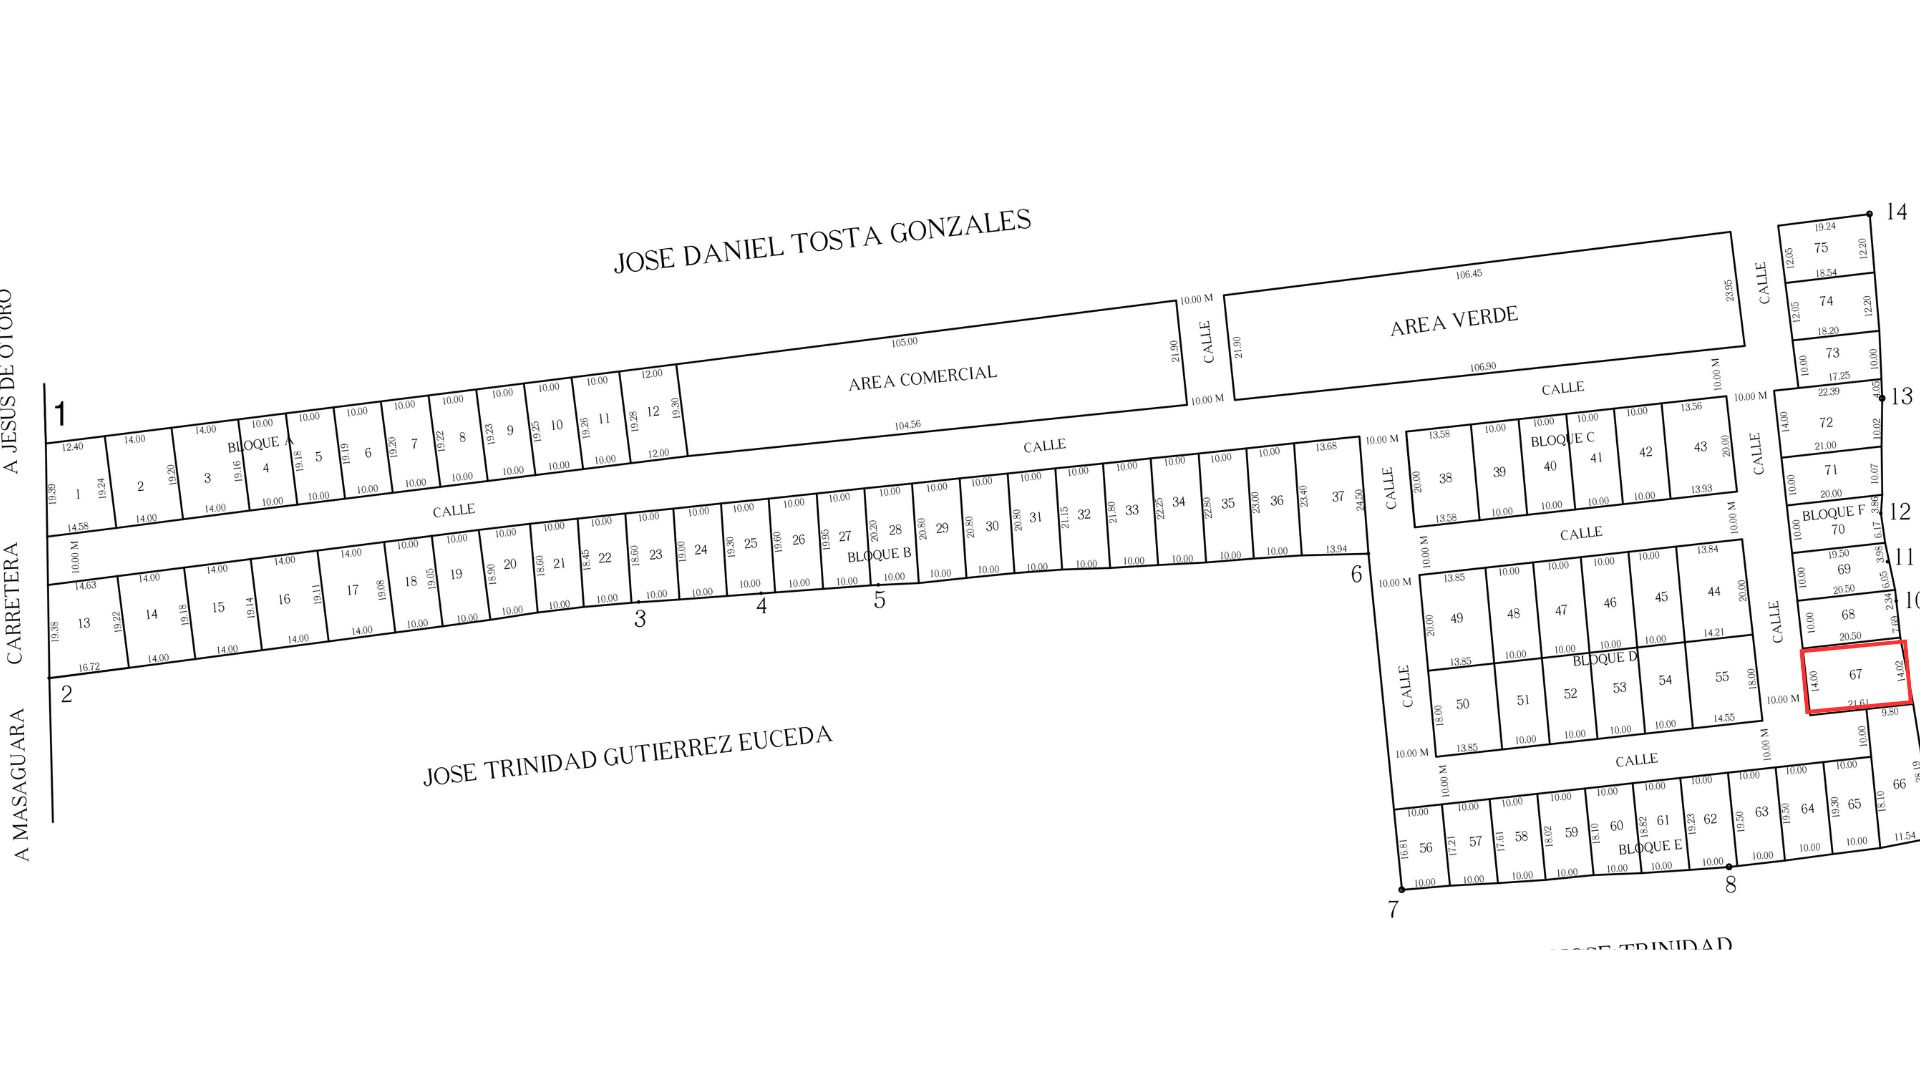 JOSE DANIEL TOSTA GONZALES
A JESUS DE OTORO
CARRETERA
A MASAGUARA
1
2
3
4
5
6
7
8
10
11
12
13
14
BLOQUE A
12.40 14.00 14.00 10.00 10.00 10.00 10.00 10.00 10.00 10.00 10.00 12.00
1 2 3 4 5 6 7 8 9 10 11 12
19.39 19.24 19.20 19.16 19.18 19.19 19.20 19.22 19.23 19.25 19.26 19.28 19.30
14.58 14.00 14.00 10.00 10.00 10.00 10.00 10.00 10.00 10.00 10.00 12.00
105.00
AREA COMERCIAL
21.90
104.56
10.00 M
CALLE
10.00 M
106.45
AREA VERDE
21.90
23.95
106.90
CALLE
CALLE
CALLE
10.00 M
10.00 M
10.00 M
14.63 14.00 14.00 14.00 14.00 10.00 10.00 10.00 10.00 10.00 10.00 10.00 10.00 10.00 10.00 10.00 10.00 10.00 10.00 10.00 10.00 10.00 10.00 10.00 13.68
13 14 15 16 17 18 19 20 21 22 23 24 25 26 27 28 29 30 31 32 33 34 35 36 37
19.38 19.22 19.18 19.14 19.11 19.08 19.05 18.90 18.60 18.45 18.60 19.00 19.30 19.60 19.95 20.20 20.80 20.80 20.80 21.15 21.80 22.25 22.80 23.00 23.40 24.50
BLOQUE B
16.72 14.00 14.00 14.00 14.00 10.00 10.00 10.00 10.00 10.00 10.00 10.00 10.00 10.00 10.00 10.00 10.00 10.00 10.00 10.00 10.00 10.00 10.00 10.00 13.94
10.00 M
CALLE
13.58 10.00 10.00 10.00 10.00 13.56
BLOQUE C
38 39 40 41 42 43
20.00 20.00
13.58 10.00 10.00 10.00 10.00 13.93
10.00 M
CALLE
10.00 M
10.00 M
13.85 10.00 10.00 10.00 10.00 13.84
49 48 47 46 45 44
20.00 20.00
13.85 10.00 10.00 10.00 10.00 14.21
BLOQUE D
50 51 52 53 54 55
18.00 18.00
13.85 10.00 10.00 10.00 10.00 14.55
CALLE
10.00 M
10.00 M
CALLE
10.00 M
10.00 M
10.00 10.00 10.00 10.00 10.00 10.00 10.00 10.00 10.00 10.00
56 57 58 59 60 61 62 63 64 65 66
16.81 17.21 17.61 18.02 18.10 18.82 19.23 19.50 19.50 19.30 18.10
BLOQUE E
10.00 10.00 10.00 10.00 10.00 10.00 10.00 10.00 10.00 10.00 11.54
CALLE
CALLE
CALLE
19.24
12.05 75 12.20
18.54
12.05 74 12.20
18.20
10.00 73 10.00
17.25
22.39 4.05
14.00 72 10.02
21.00
10.00 71 10.07
20.00
BLOQUE F 3.86
10.00 70 6.17
19.50 3.98
10.00 69 6.05
20.50 2.34
10.00 68 7.69
20.50
14.00 67 14.02
21.61
9.80
10.00
JOSE TRINIDAD GUTIERREZ EUCEDA
TRINIDAD